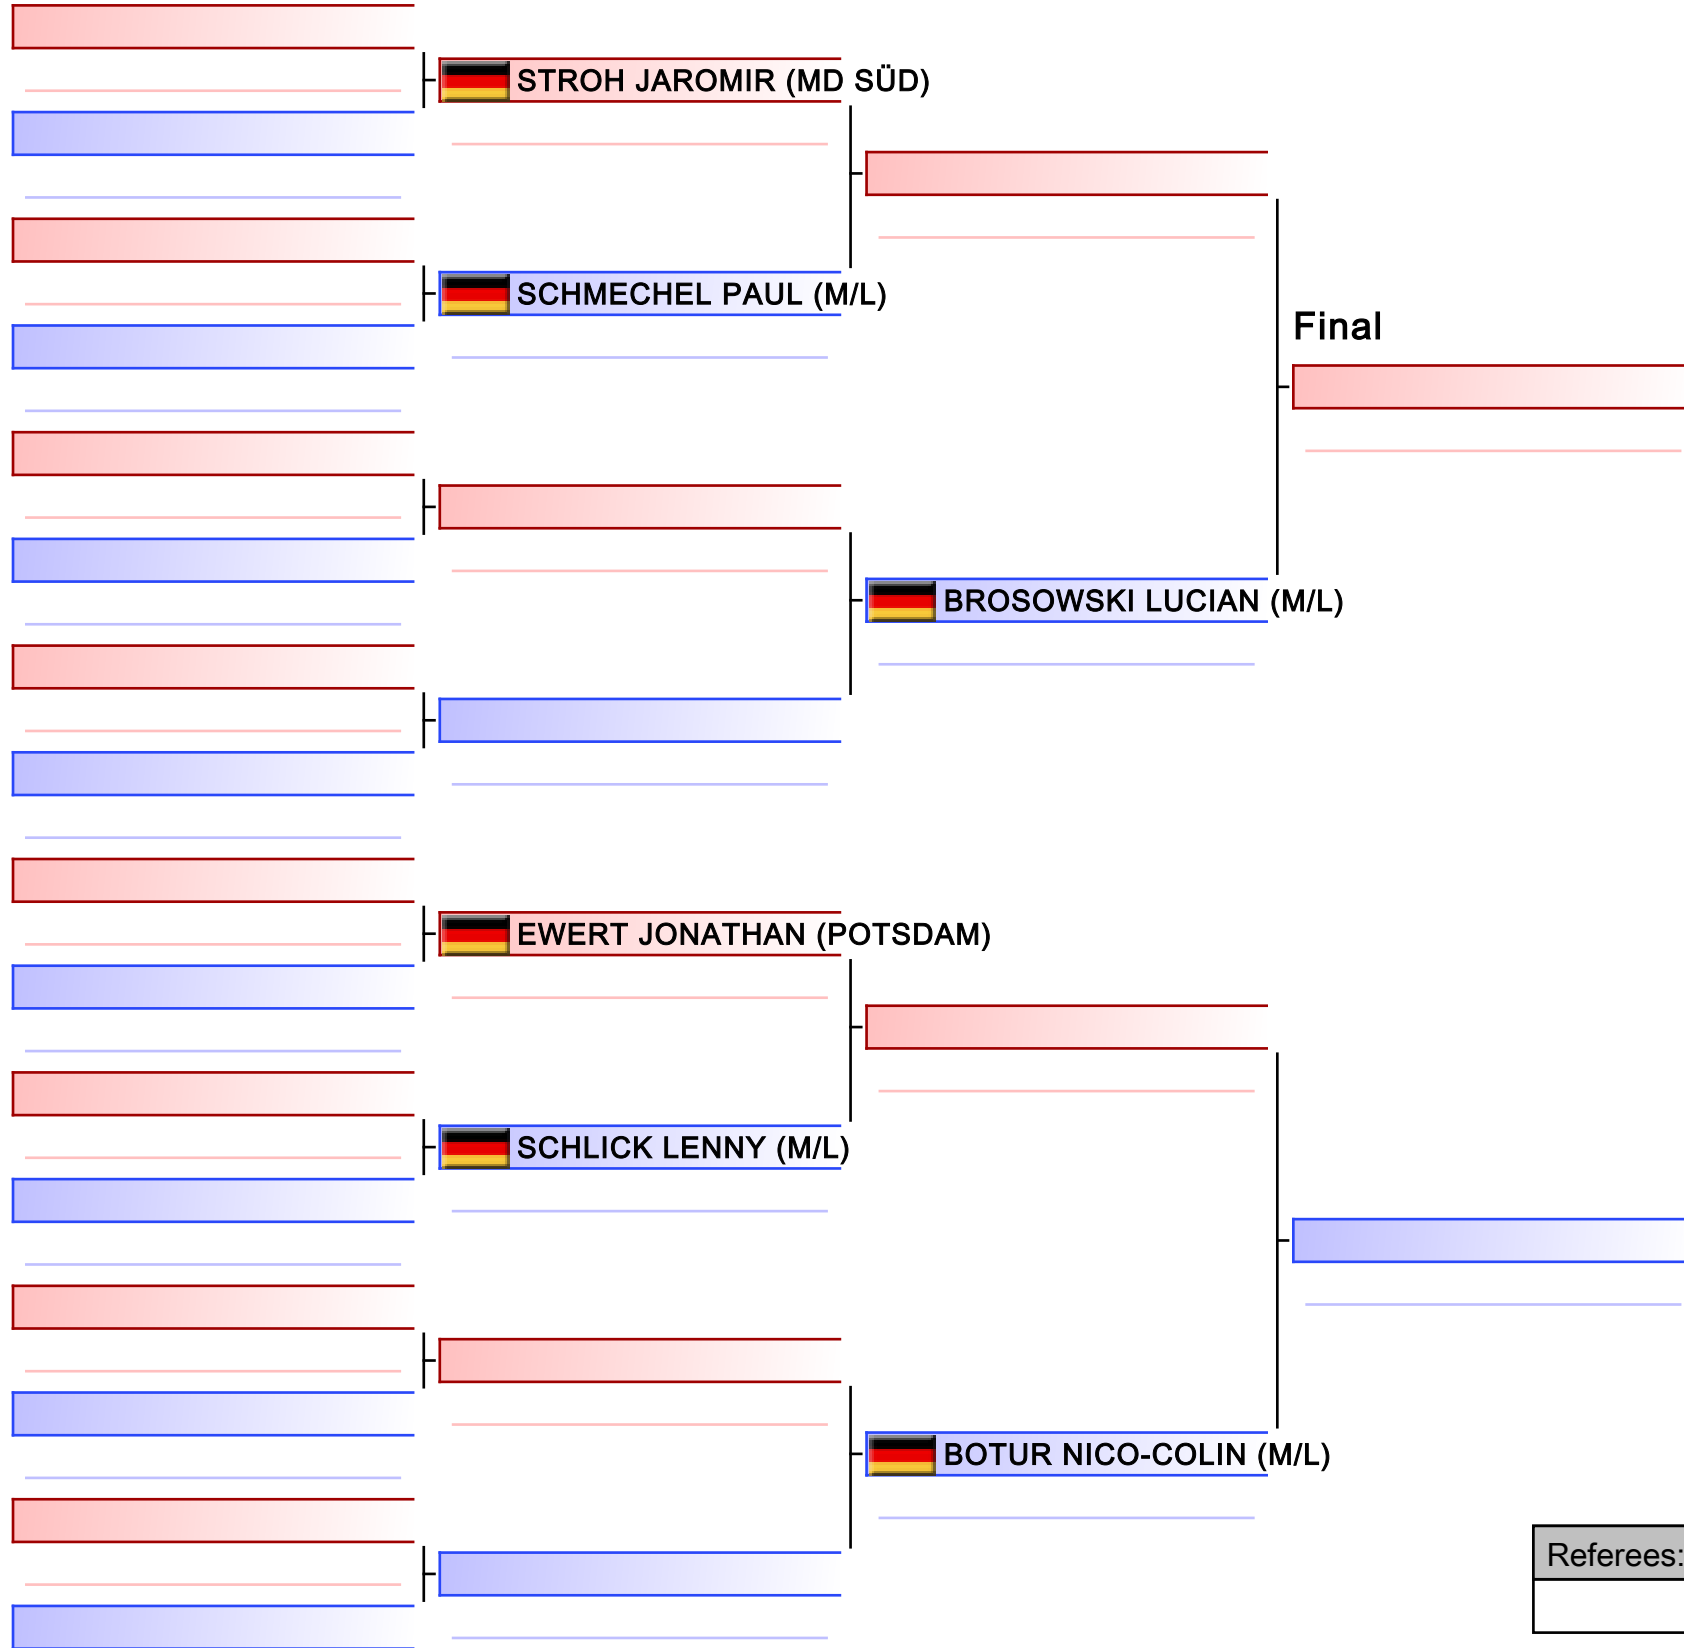 STROH JAROMIR (MD SÜD)
SCHMECHEL PAUL (M/L)
Final
BROSOWSKI LUCIAN (M/L)
EWERT JONATHAN (POTSDAM)
SCHLICK LENNY (M/L)
BOTUR NICO-COLIN (M/L)
Referees: